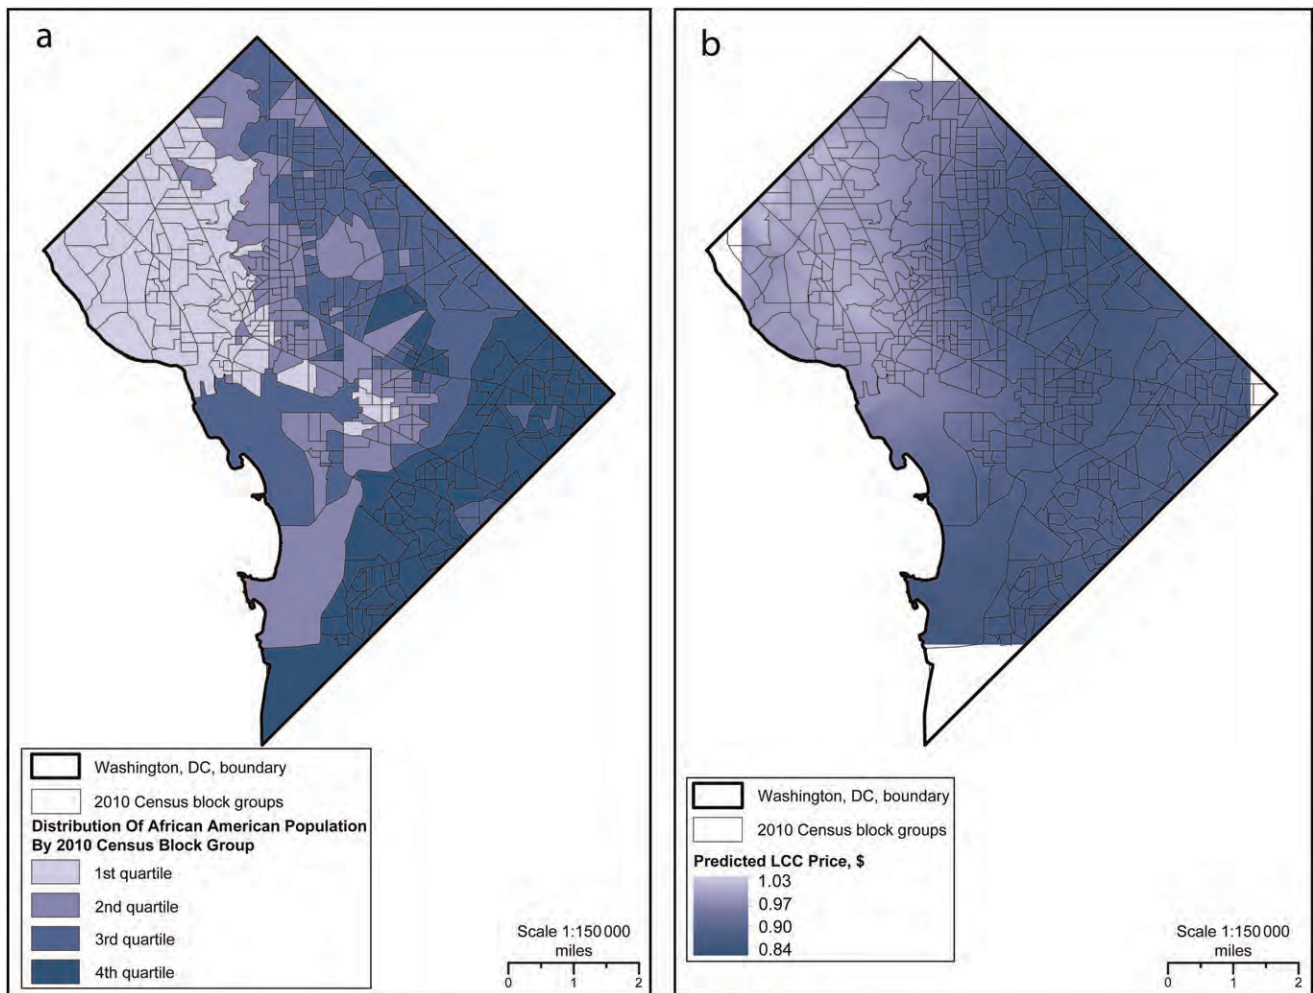 a
Washington, DC, boundary
2010 Census block groups
Distribution Of African American Population
By 2010 Census Block Group
1st quartile
2nd quartile
3rd quartile
4th quartile
Scale 1:150 000
miles
0 1 2
b
Washington, DC, boundary
2010 Census block groups
Predicted LCC Price, $
1.03
0.97
0.90
0.84
Scale 1:150 000
miles
0 1 2